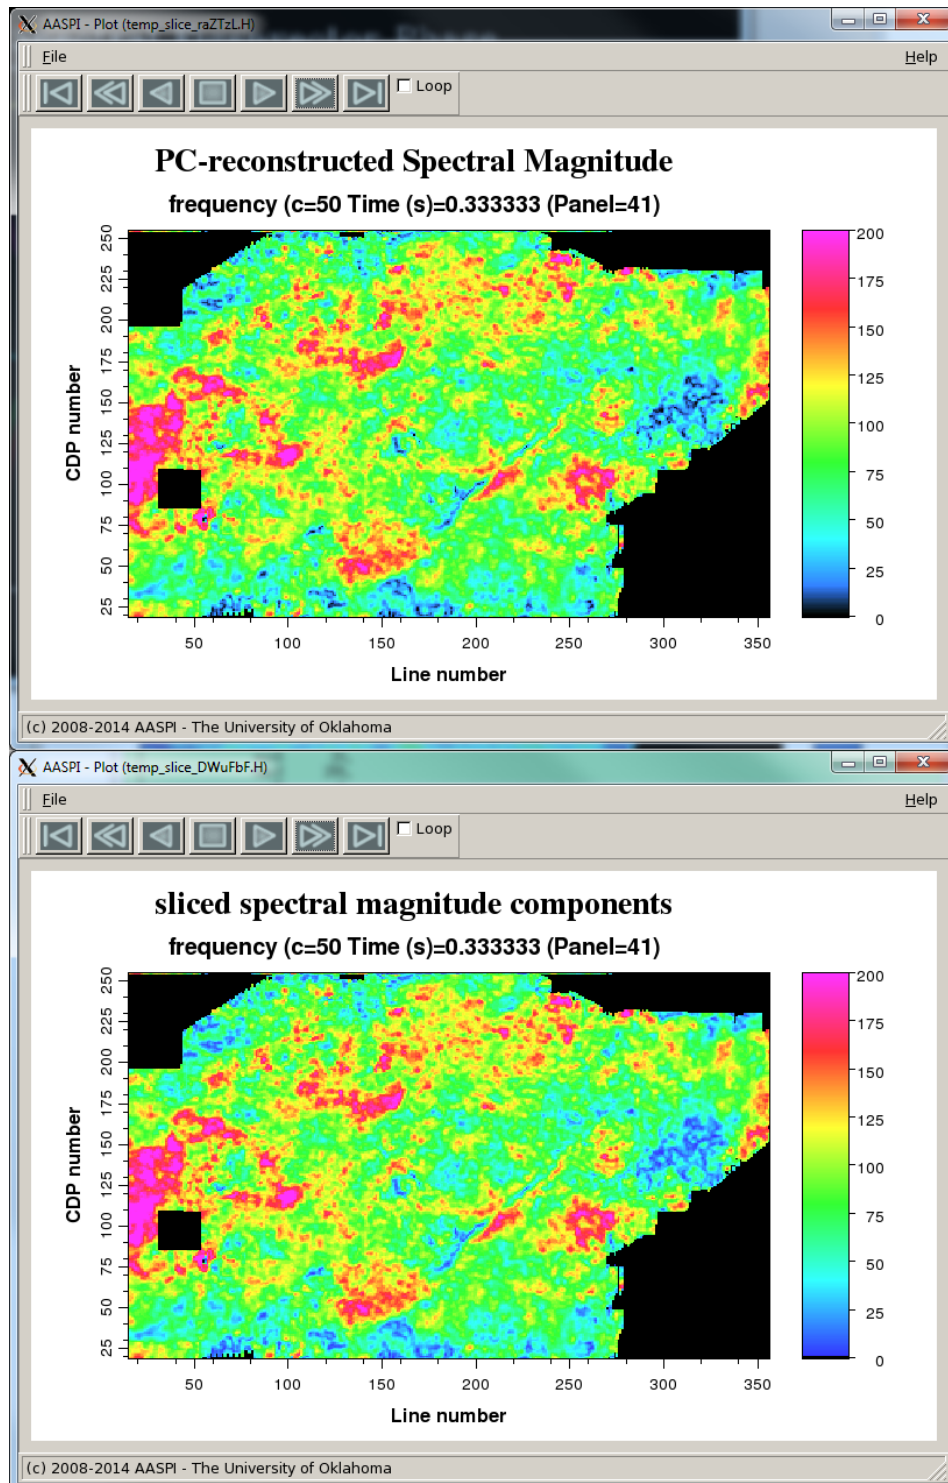 AASPI - Plot (temp_slice_raZTzL.H)
File Help
Loop
PC-reconstructed Spectral Magnitude
frequency (c=50 Time (s)=0.333333 (Panel=41)
CDP number
250
225
200
175
150
125
100
75
50
25
50 100 150 200 250 300 350
Line number
200
175
150
125
100
75
50
25
0
(c) 2008-2014 AASPI - The University of Oklahoma
AASPI - Plot (temp_slice_DWuFbF.H)
File Help
Loop
sliced spectral magnitude components
frequency (c=50 Time (s)=0.333333 (Panel=41)
CDP number
250
225
200
175
150
125
100
75
50
25
50 100 150 200 250 300 350
Line number
200
175
150
125
100
75
50
25
0
(c) 2008-2014 AASPI - The University of Oklahoma